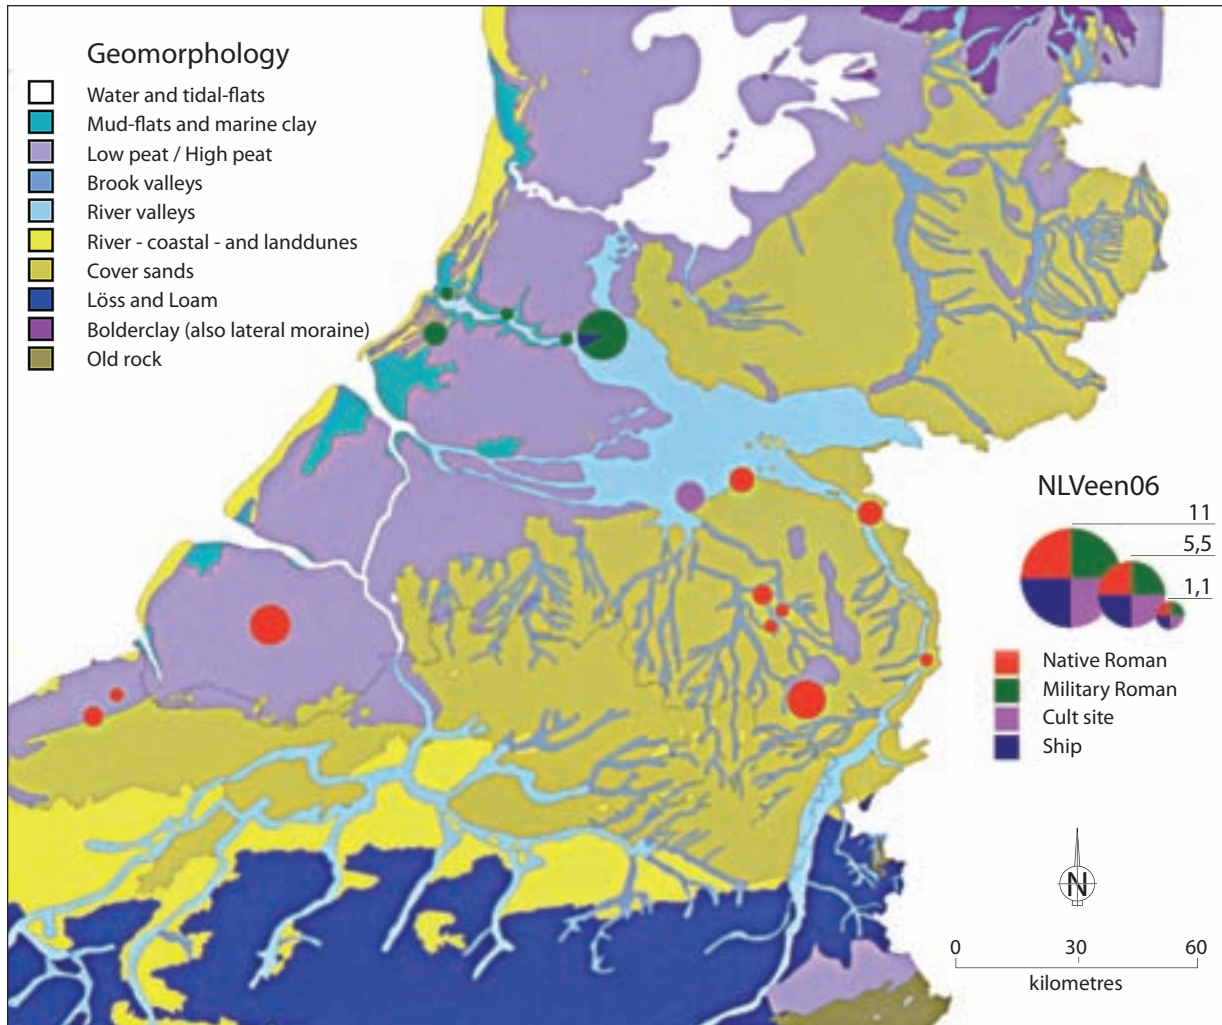 Geomorphology
Water and tidal-flats
Mud-flats and marine clay
Low peat / High peat
Brook valleys
River valleys
River - coastal - and landdunes
Cover sands
Löss and Loam
Bolderclay (also lateral moraine)
Old rock
NLVeen06
11
5,5
1,1
Native Roman
Military Roman
Cult site
Ship
N
0 30 60
kilometres